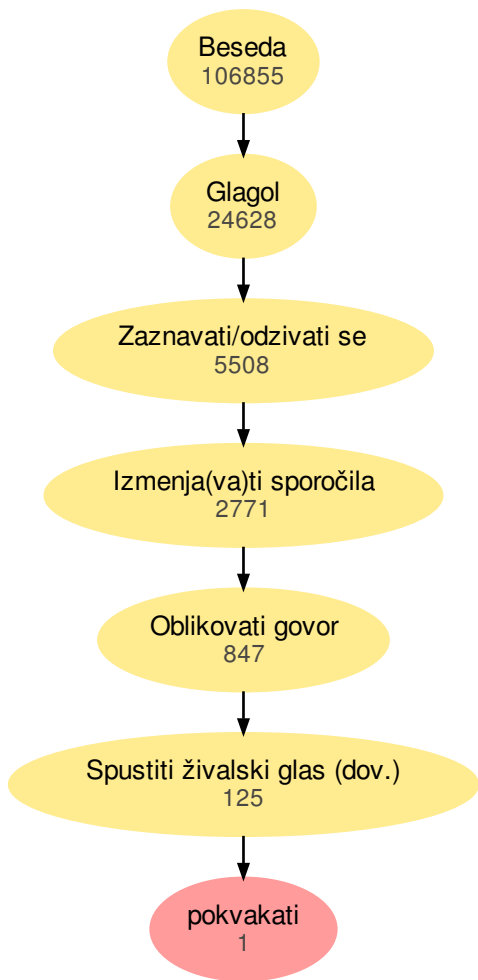 Beseda
106855
Glagol
24628
Zaznavati/odzivati se
5508
Izmenja(va)ti sporočila
2771
Oblikovati govor
847
Spustiti živalski glas (dov.)
125
pokvakati
1